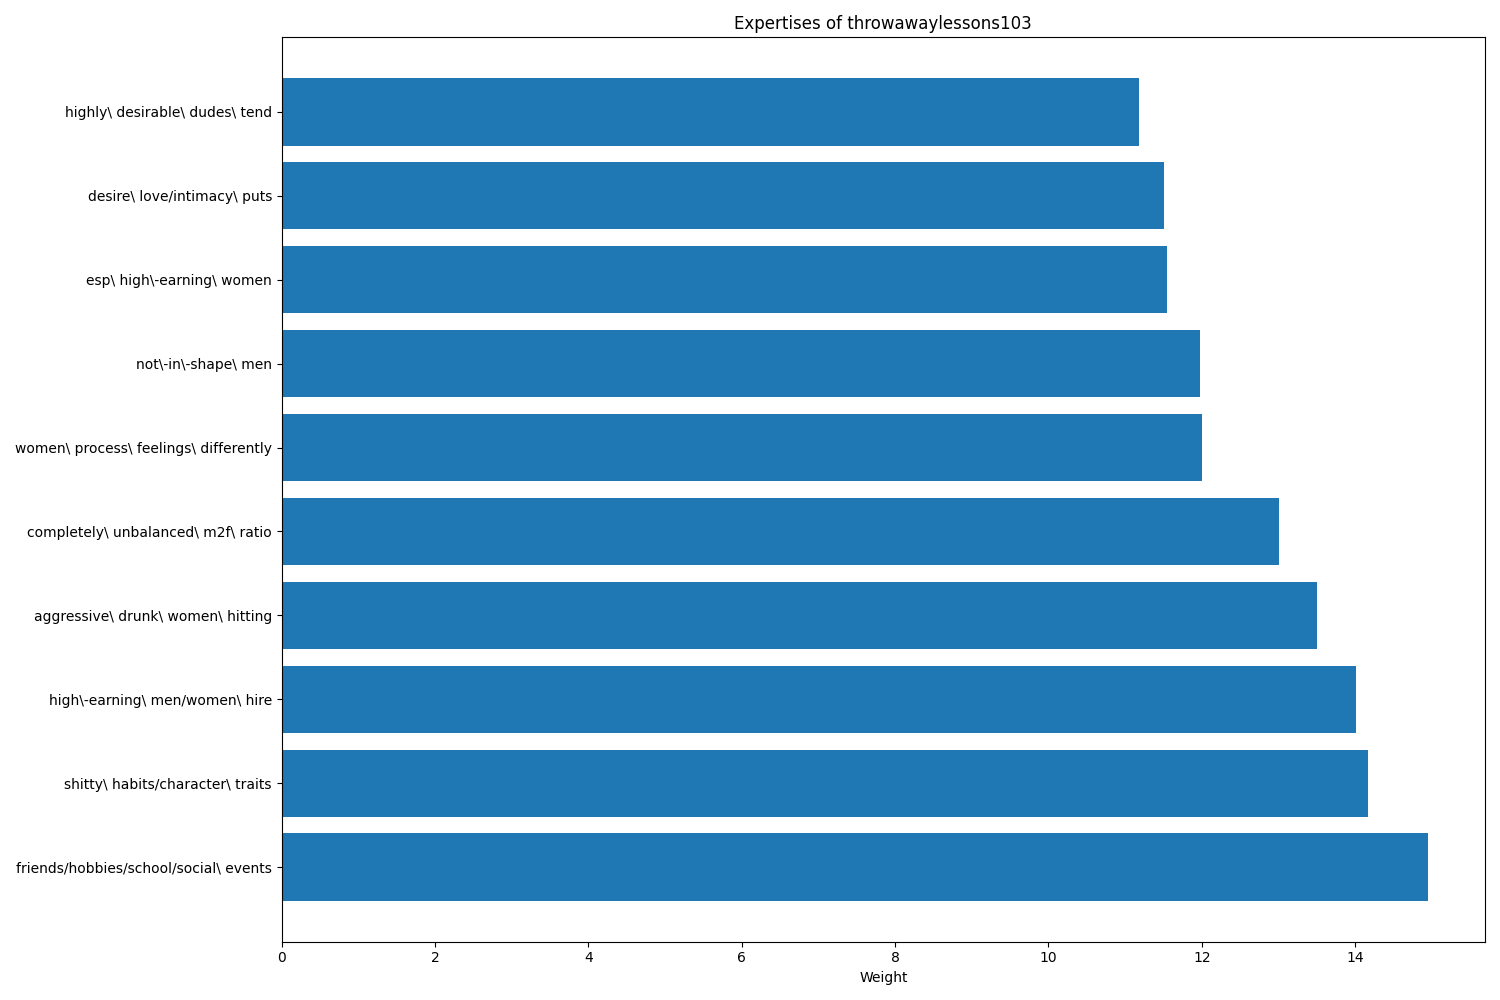 Expertises of throwawaylessons103
highly\ desirable\ dudes\ tend
desire\ love/intimacy\ puts
esp\ high\-earning\ women
not\-in\-shape\ men
women\ process\ feelings\ differently
completely\ unbalanced\ m2f\ ratio
aggressive\ drunk\ women\ hitting
high\-earning\ men/women\ hire
shitty\ habits/character\ traits
friends/hobbies/school/social\ events
0 2 4 6 8 10 12 14
Weight